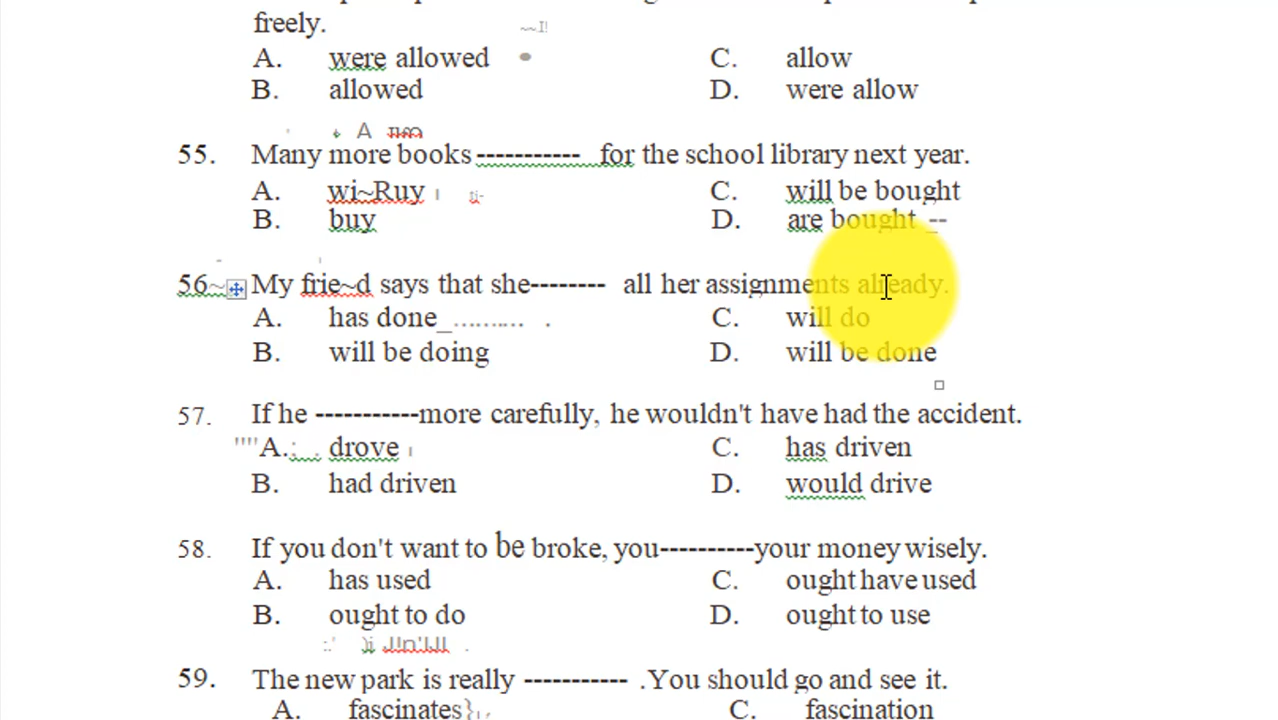 freely.
A. were allowed C. allow
B. allowed D. were allow
55. Many more books ----------- for the school library next year.
A. wi~Ruy C. will be bought
B. buy D. are bought
56~ My frie~d says that she-------- all her assignments already.
A. has done_......... . C. will do
B. will be doing D. will be done
57. If he -----------more carefully, he wouldn't have had the accident.
""A. drove C. has driven
B. had driven D. would drive
58. If you don't want to be broke, you----------your money wisely.
A. has used C. ought have used
B. ought to do D. ought to use
59. The new park is really ----------- .You should go and see it.
A. fascinates} C. fascination